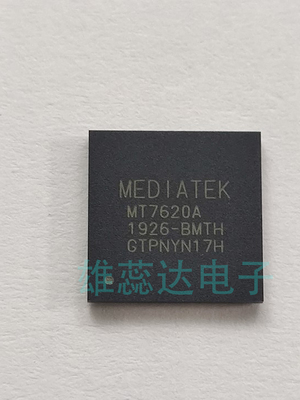 MEDIATEK
MT7620A
1926-BMTH
GTPNYN17H
雄蕊达电子